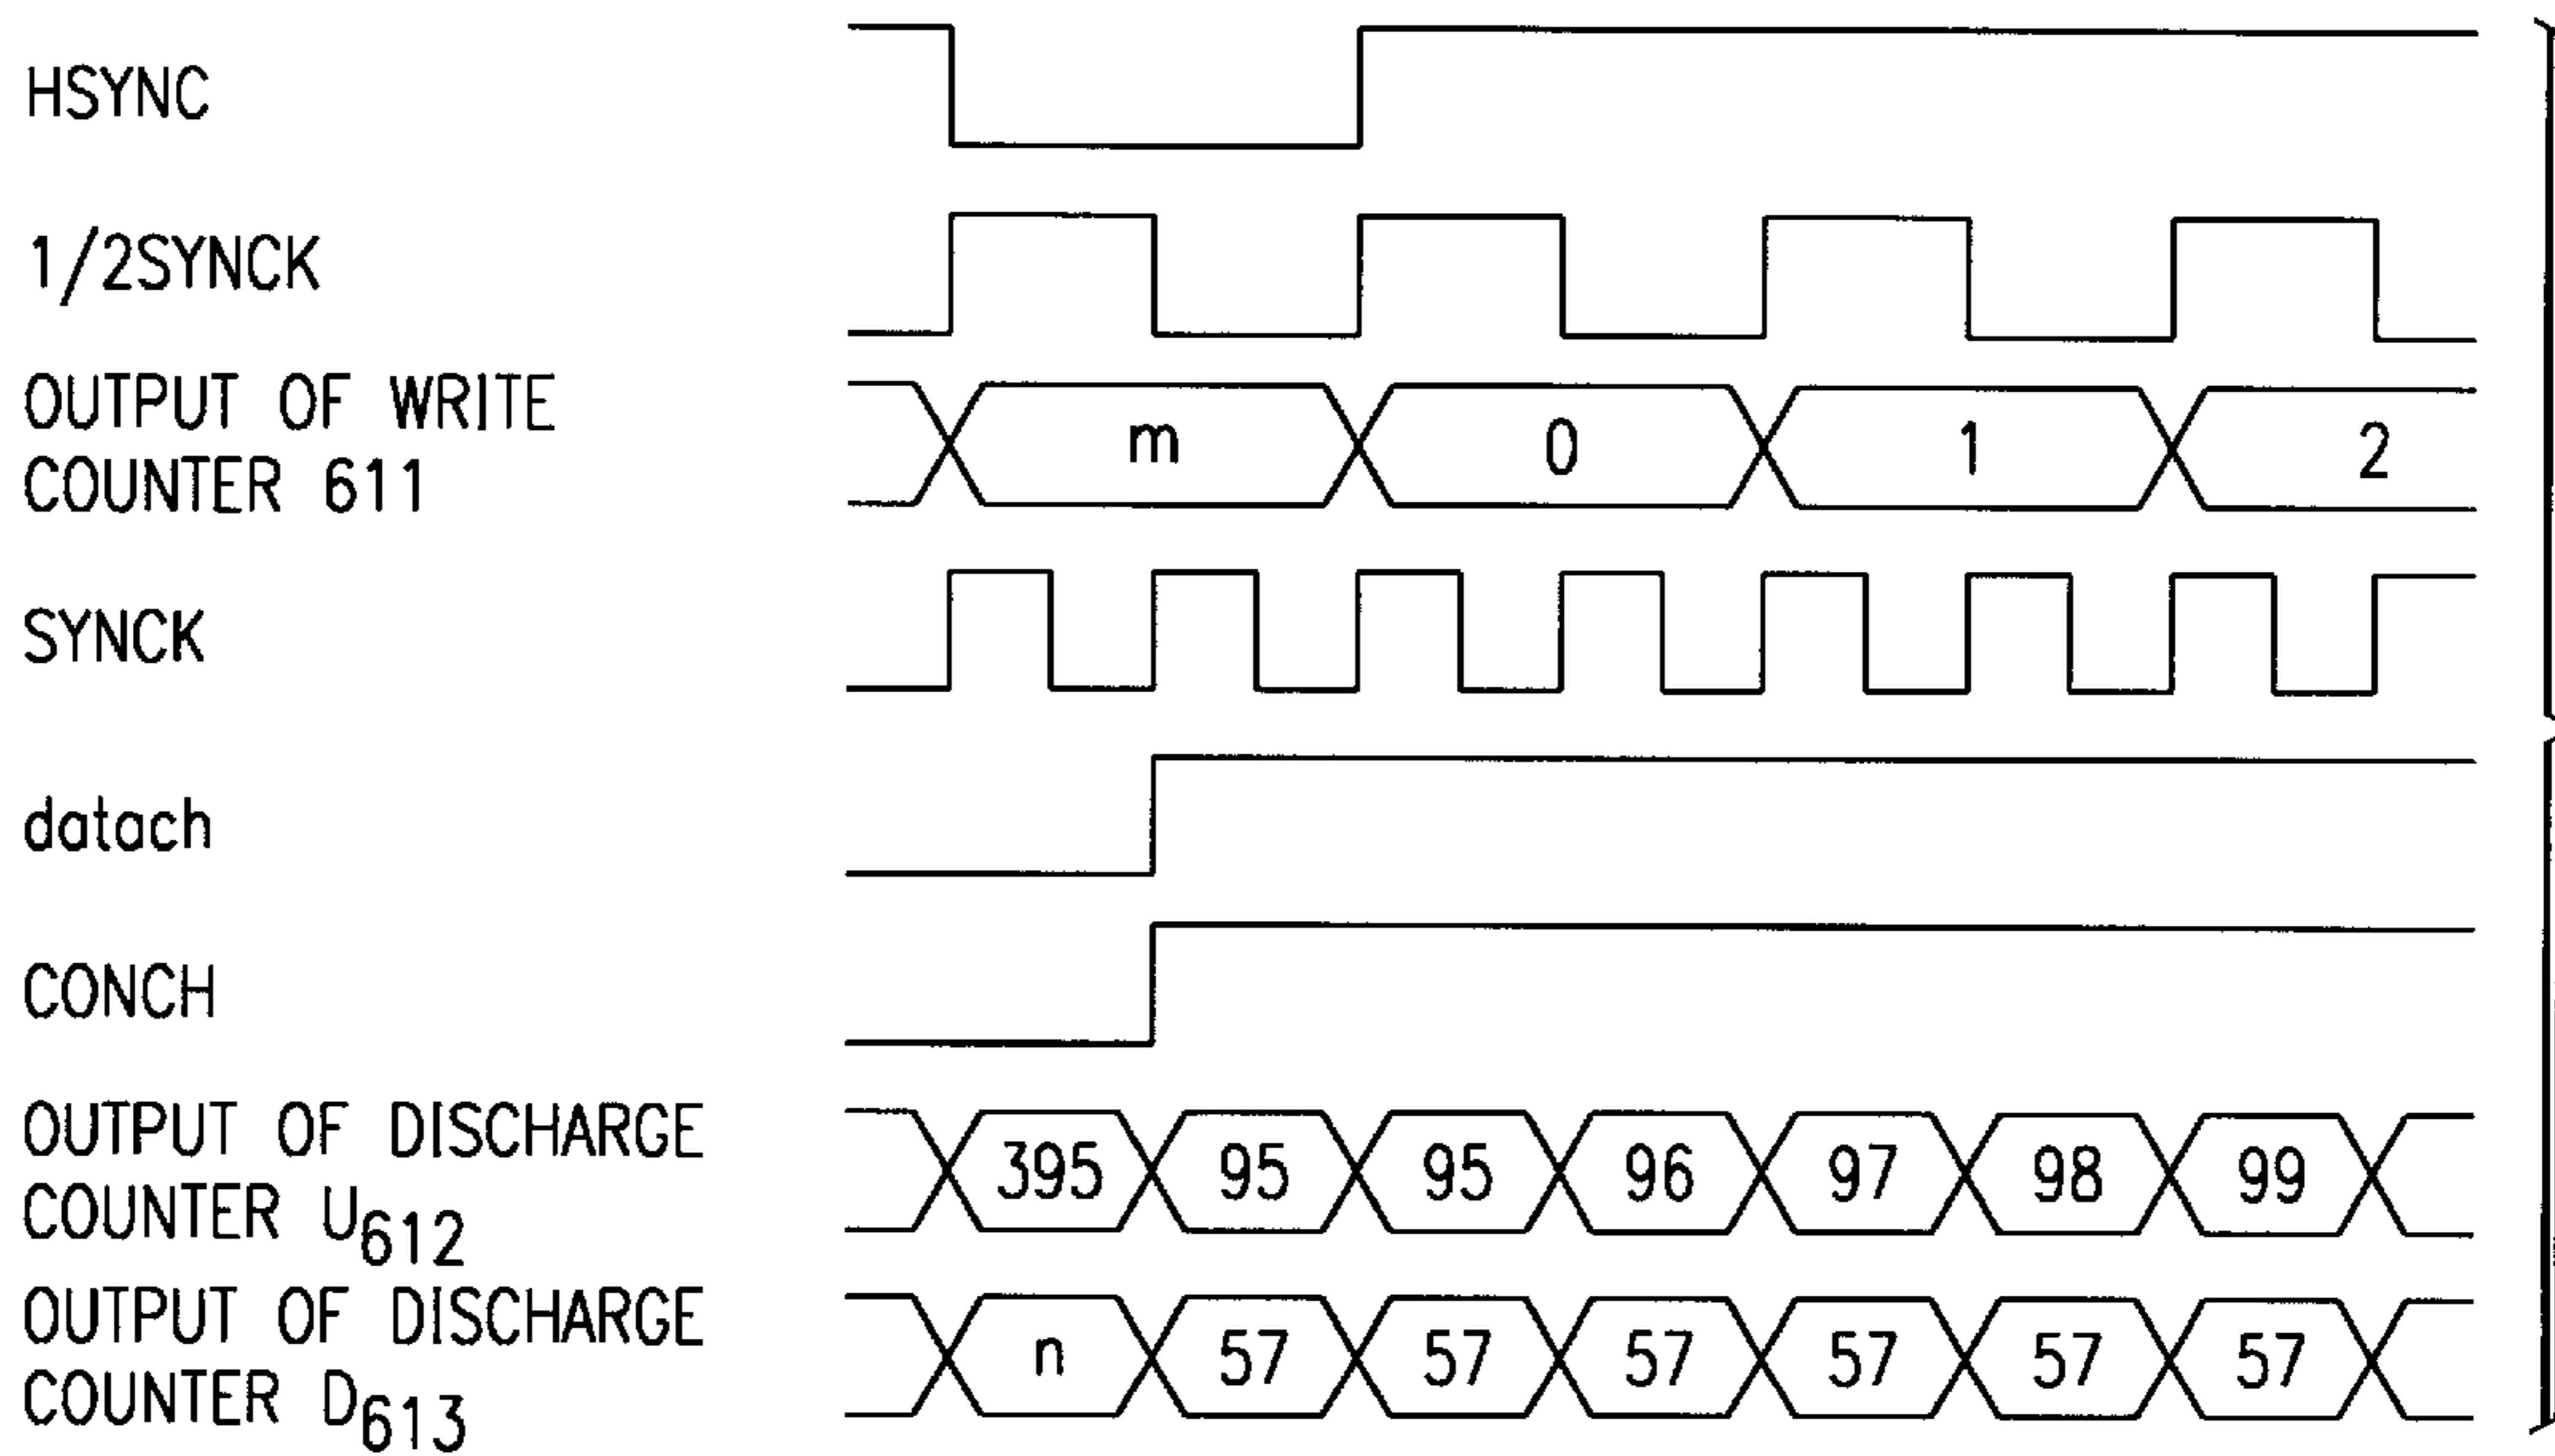 HSYNC
1/2SYNCK
OUTPUT OF WRITE
COUNTER 611
m 0 1 2
SYNCK
datach
CONCH
OUTPUT OF DISCHARGE
COUNTER U612
395 95 95 96 97 98 99
OUTPUT OF DISCHARGE
COUNTER D613
n 57 57 57 57 57 57